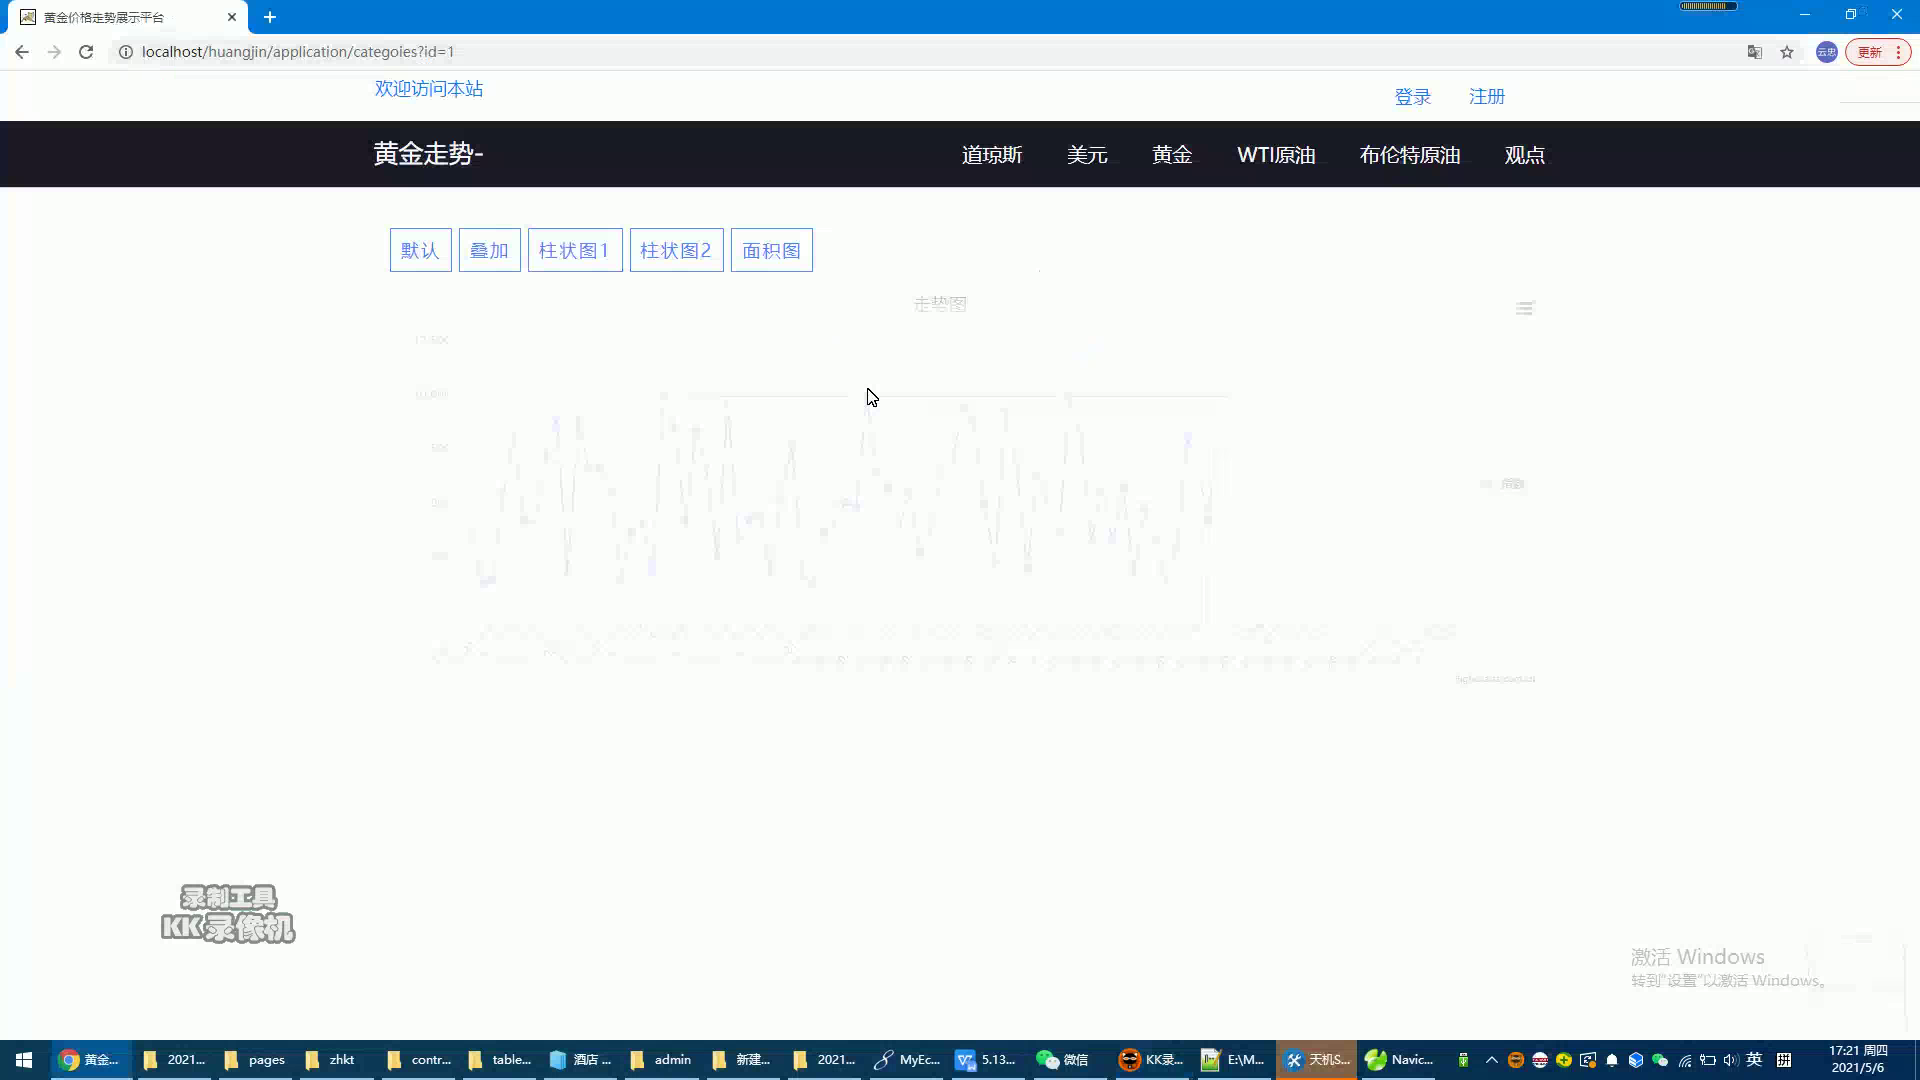 黄金价格走势展示平台
localhost/huangjin/application/categoies?id=1
云忠
更新
欢迎访问本站
登录
注册
黄金走势-
道琼斯
美元
黄金
WTI原油
布伦特原油
观点
默认
叠加
柱状图1
柱状图2
面积图
走势图
录制工具
KK录像机
激活 Windows
转到"设置"以激活 Windows。
黄金...
2021...
pages
zhkt
contr...
table...
酒店 ...
admin
新建...
2021...
MyEc...
5.13...
微信
KK录...
E:\M...
天机S...
Navic...
英
拼
17:21 周四
2021/5/6